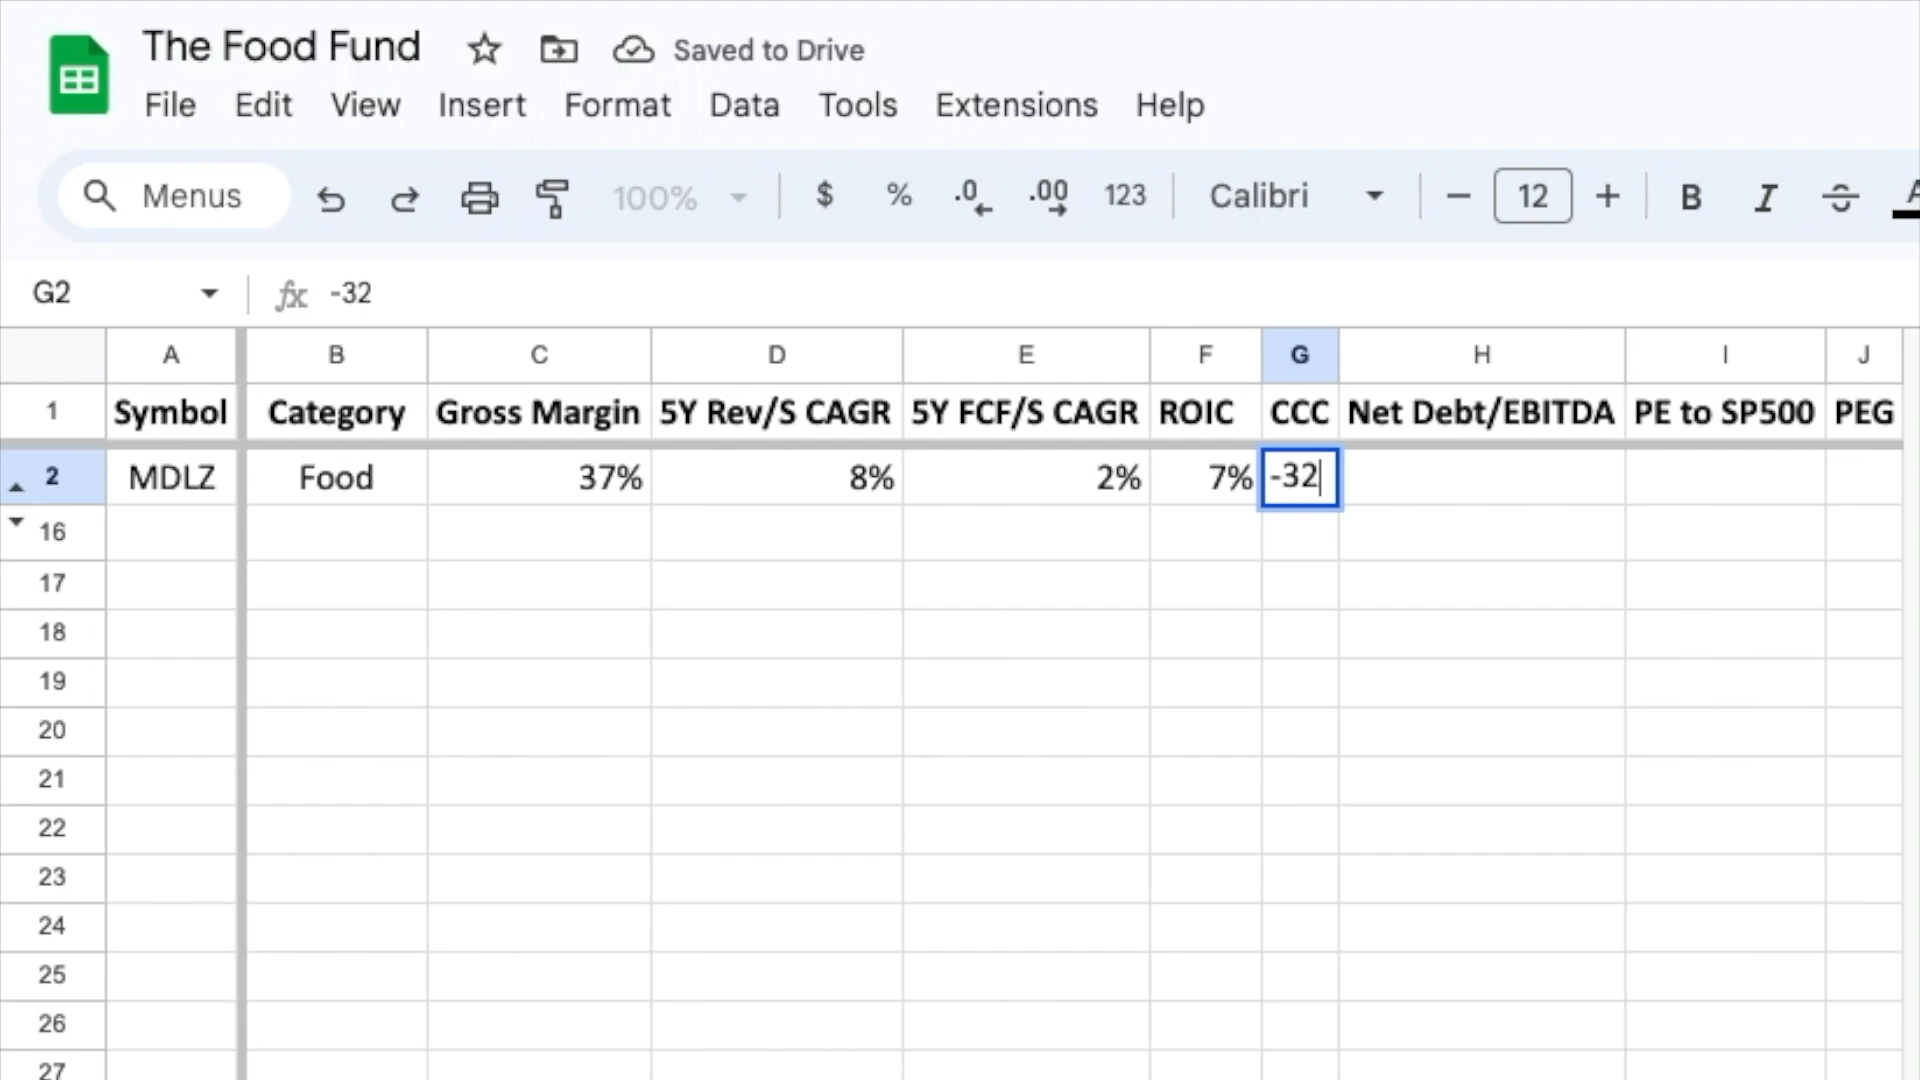 The Food Fund Saved to Drive
File Edit View Insert Format Data Tools Extensions Help
Menus 100% $ % .0 .00 123 Calibri 12 B I A
G2 fx -32
A B C D E F G H I J
1 Symbol Category Gross Margin 5Y Rev/S CAGR 5Y FCF/S CAGR ROIC CCC Net Debt/EBITDA PE to SP500 PEG
2 MDLZ Food 37% 8% 2% 7% -32
16
17
18
19
20
21
22
23
24
25
26
27